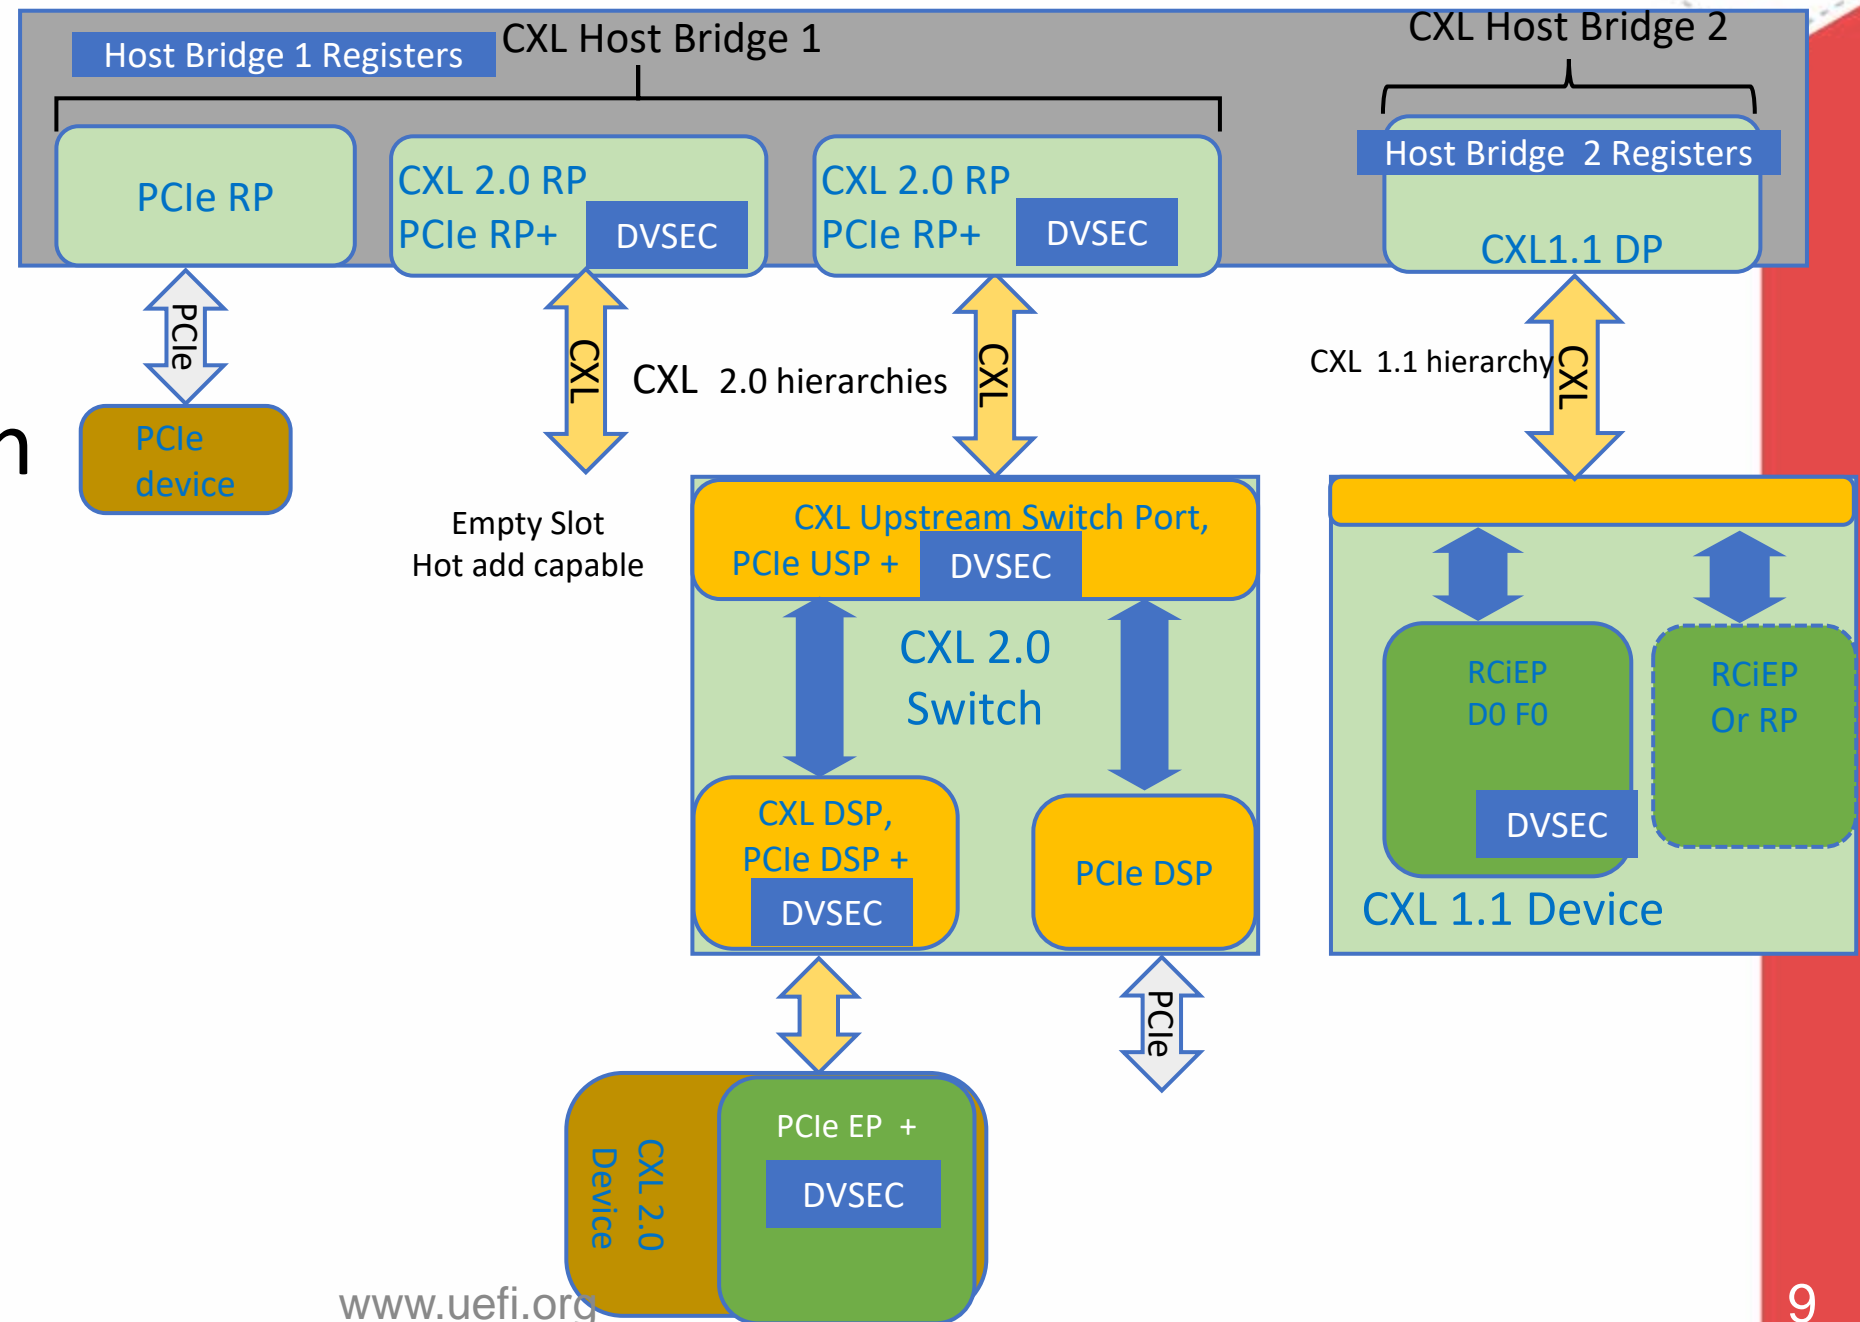 CXL Host Bridge 1
CXL Host Bridge 2
Host Bridge 1 Registers
Host Bridge  2 Registers
PCIe RP
CXL 2.0 RP
PCIe RP+
DVSEC
CXL 2.0 RP
PCIe RP+
DVSEC
CXL1.1 DP
PCIe
CXL
CXL  2.0 hierarchies
CXL
CXL  1.1 hierarchy
CXL
n
PCIe
device
Empty Slot
Hot add capable
CXL Upstream Switch Port,
PCIe USP +
DVSEC
CXL 2.0
Switch
CXL DSP,
PCIe DSP +
DVSEC
PCIe DSP
RCiEP
D0 F0
DVSEC
RCiEP
Or RP
CXL 1.1 Device
PCIe
CXL 2.0
Device
PCIe EP  +
DVSEC
www.uefi.org
9